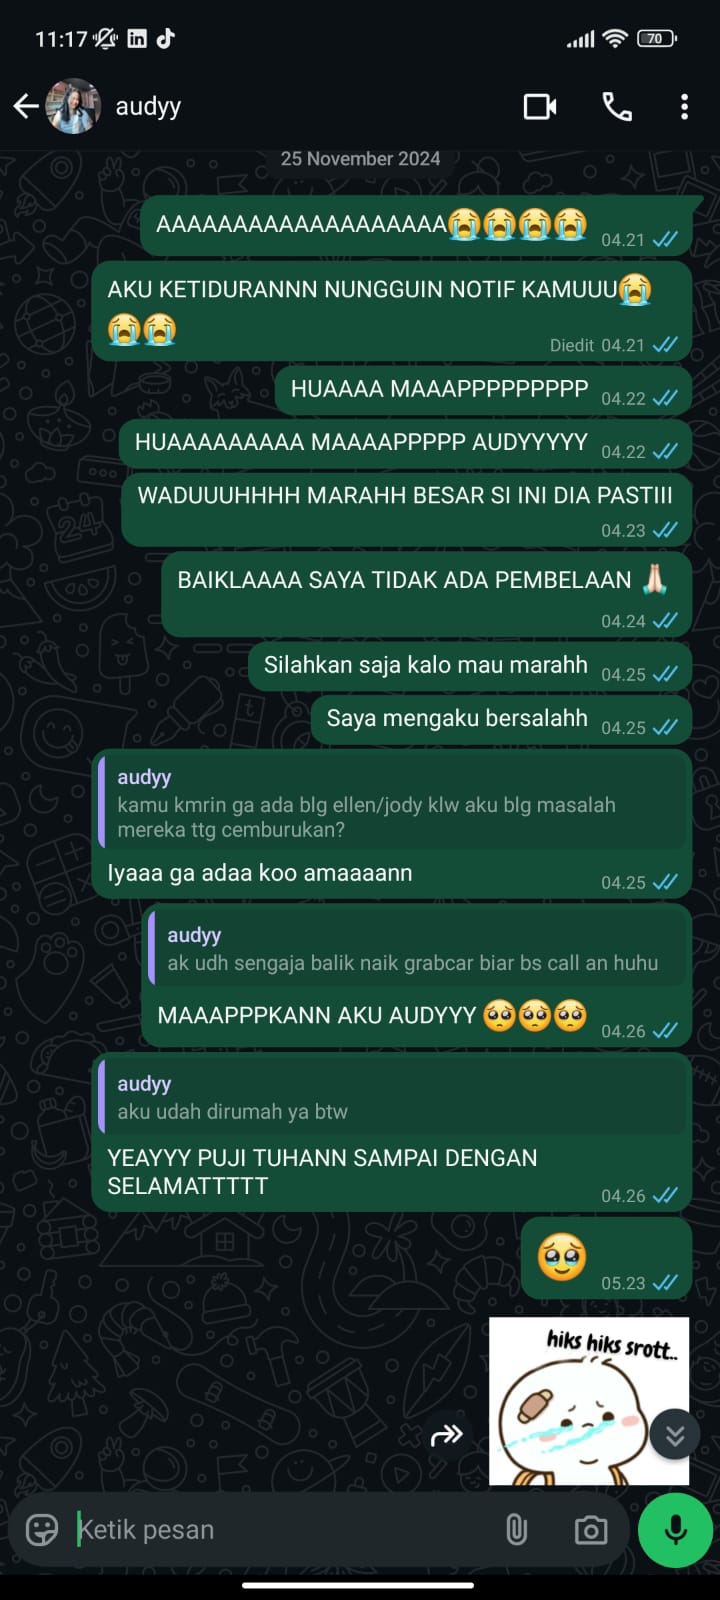 11:17
70
audyy
25 November 2024
AAAAAAAAAAAAAAAAAAAA😭😭😭😭 04.21
AKU KETIDURANNN NUNGGUIN NOTIF KAMUUU😭
😭😭
Diedit 04.21
HUAAAA MAAAPPPPPPPPP 04.22
HUAAAAAAAAA MAAAAPPPPP AUDYYYYY 04.22
WADUUUHHHH MARAHH BESAR SI INI DIA PASTIII
04.23
BAIKLAAAA SAYA TIDAK ADA PEMBELAAN 🙏🏻
04.24
Silahkan saja kalo mau marahh 04.25
Saya mengaku bersalahh 04.25
audyy
kamu kmrin ga ada blg ellen/jody klw aku blg masalah
mereka ttg cemburukan?
Iyaaa ga adaa koo amaaaann 04.25
audyy
ak udh sengaja balik naik grabcar biar bs call an huhu
MAAAPPPKANN AKU AUDYYY 🥺🥺🥺 04.26
audyy
aku udah dirumah ya btw
YEAYYY PUJI TUHANN SAMPAI DENGAN
SELAMATTTTT 04.26
🥹 05.23
hiks hiks srott..
Ketik pesan